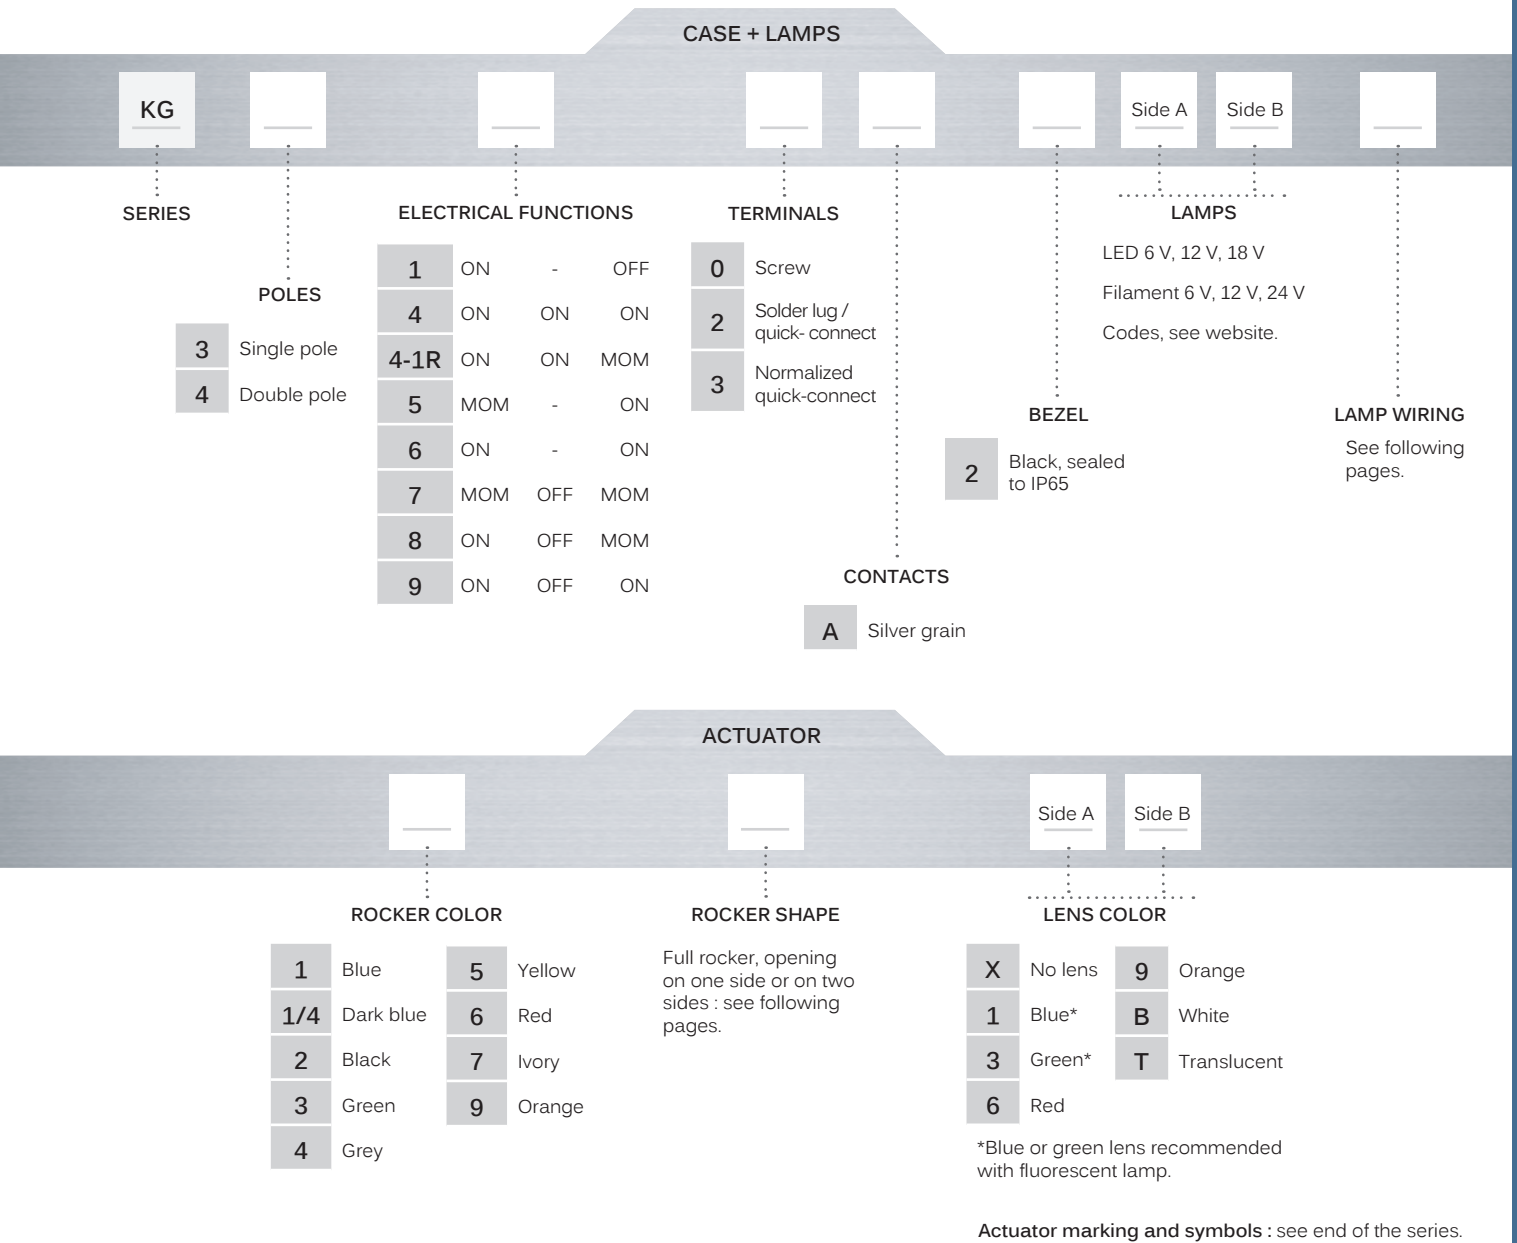 CASE + LAMPS
KG
Side A
Side B
SERIES
POLES
3 Single pole
4 Double pole
ELECTRICAL FUNCTIONS
1 ON - OFF
4 ON ON ON
4-1R ON ON MOM
5 MOM - ON
6 ON - ON
7 MOM OFF MOM
8 ON OFF MOM
9 ON OFF ON
TERMINALS
0 Screw
2 Solder lug /
quick- connect
3 Normalized
quick-connect
CONTACTS
A Silver grain
BEZEL
2 Black, sealed
to IP65
LAMPS
LED 6 V, 12 V, 18 V
Filament 6 V, 12 V, 24 V
Codes, see website.
LAMP WIRING
See following
pages.
ACTUATOR
Side A
Side B
ROCKER COLOR
1 Blue
1/4 Dark blue
2 Black
3 Green
4 Grey
5 Yellow
6 Red
7 Ivory
9 Orange
ROCKER SHAPE
Full rocker, opening
on one side or on two
sides : see following
pages.
LENS COLOR
X No lens
1 Blue*
3 Green*
6 Red
9 Orange
B White
T Translucent
*Blue or green lens recommended
with fluorescent lamp.
Actuator marking and symbols : see end of the series.